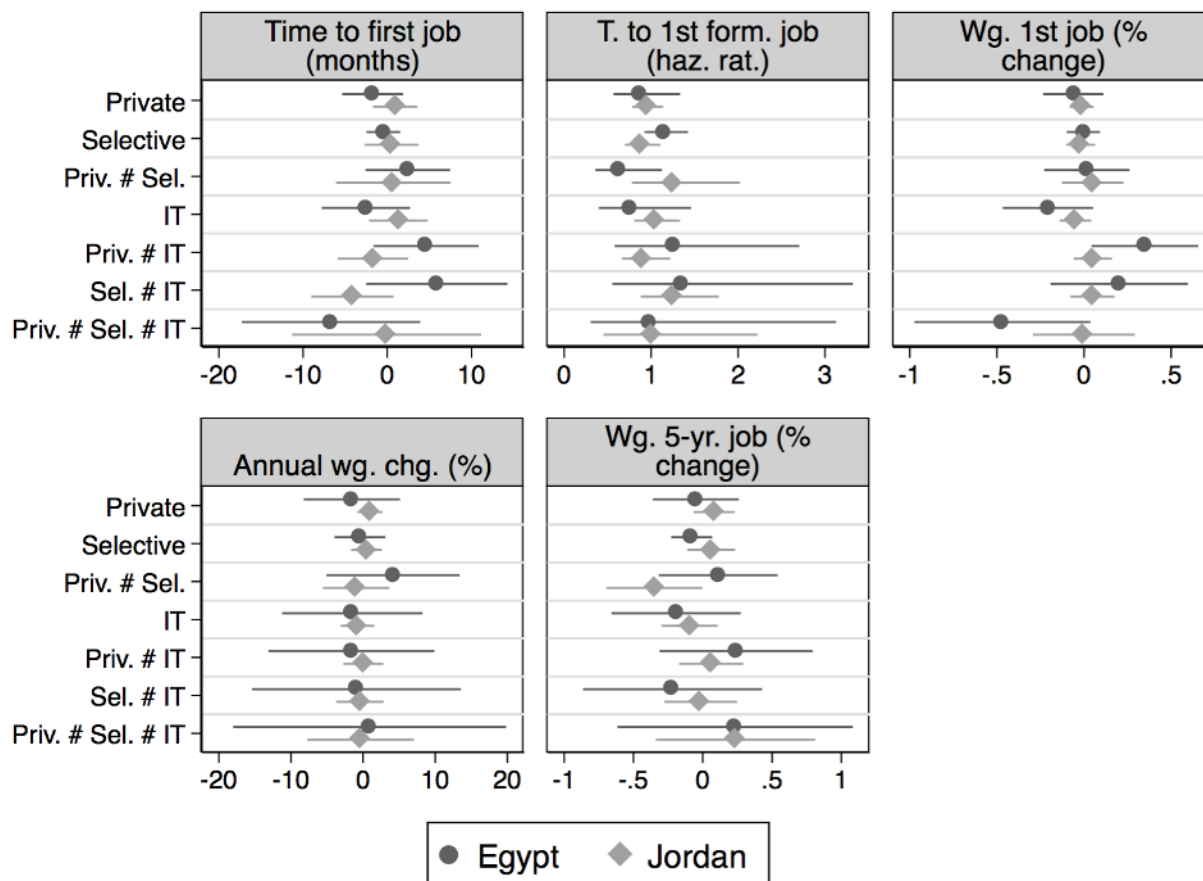 Time to first job
(months)
T. to 1st form. job
(haz. rat.)
Wg. 1st job (%
change)
Private
Selective
Priv. # Sel.
IT
Priv. # IT
Sel. # IT
Priv. # Sel. # IT
-20 -10 0 10
0 1 2 3
-1 -.5 0 .5
Annual wg. chg. (%)
Wg. 5-yr. job (%
change)
Private
Selective
Priv. # Sel.
IT
Priv. # IT
Sel. # IT
Priv. # Sel. # IT
-20 -10 0 10 20
-1 -.5 0 .5 1
Egypt Jordan